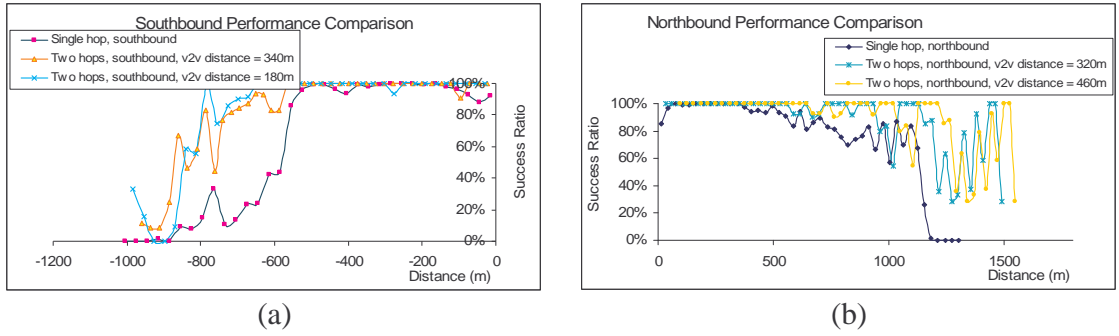 Southbound Performance Comparison
Single hop, southbound
Two hops, southbound, v2v distance = 340m
Two hops, southbound, v2v distance = 180m
100%
80%
60%
40%
20%
0%
Success Ratio
-1200
-1000
-800
-600
-400
-200
0
Distance (m)
(a)
Northbound Performance Comparison
Single hop, northbound
Two hops, northbound, v2v distance = 320m
Two hops, northbound, v2v distance = 460m
100%
80%
60%
40%
20%
0%
Success Ratio
0
500
1000
1500
Distance (m)
(b)